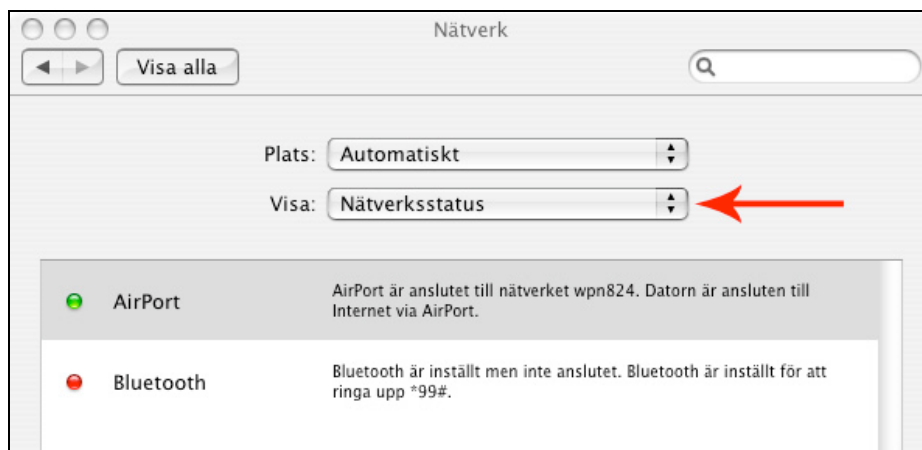 Nätverk
Visa alla
Plats: Automatiskt
Visa: Nätverksstatus
AirPort
AirPort är anslutet till nätverket wpn824. Datorn är ansluten till
Internet via AirPort.
Bluetooth
Bluetooth är inställt men inte anslutet. Bluetooth är inställt för att
ringa upp *99#.